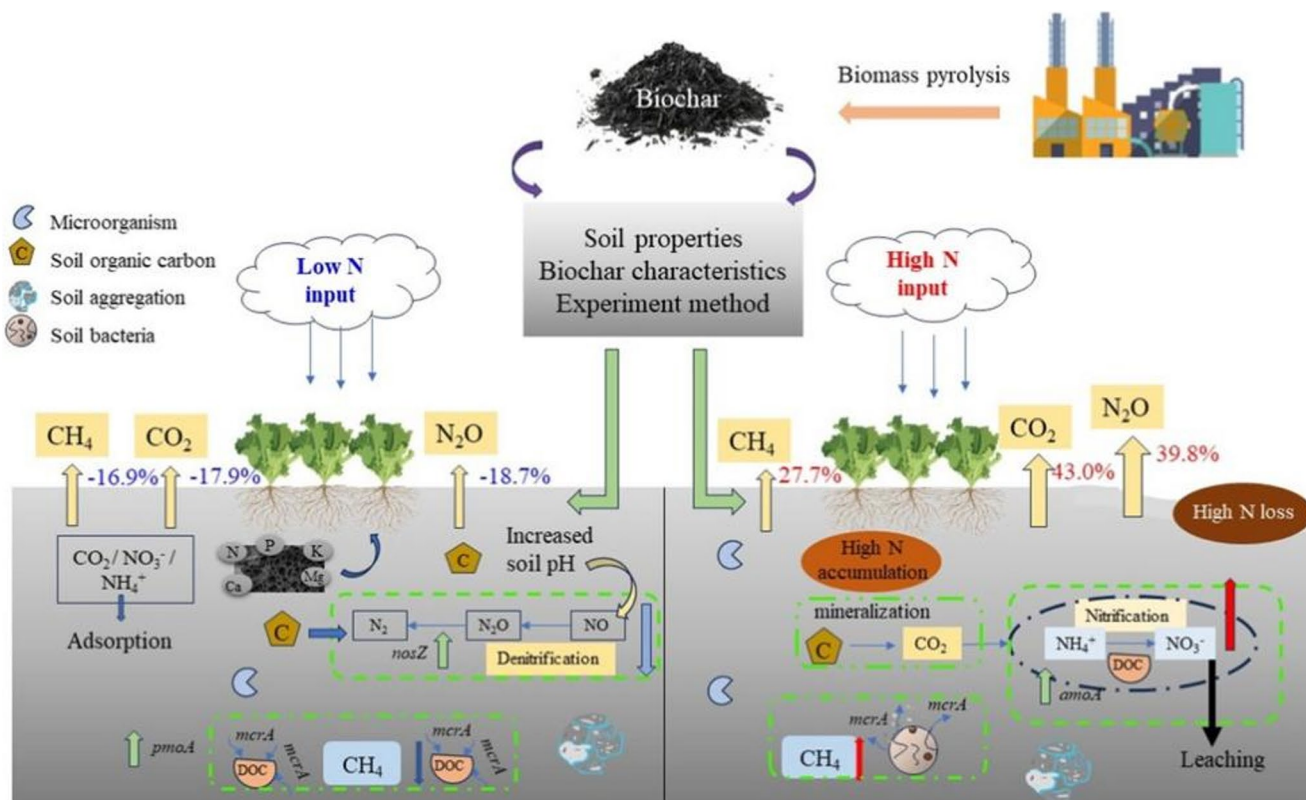 Biomass pyrolysis
Biochar
Microorganism
C
Soil organic carbon
Soil aggregation
Soil bacteria
Low N
input
Soil properties
Biochar characteristics
Experiment method
High N
input
CH₄
CO₂
N₂O
-16.9%
-17.9%
-18.7%
CH₄
CO₂
N₂O
27.7%
43.0%
39.8%
CO₂ / NO₃⁻ /
NH₄⁺
Adsorption
N
P
K
Ca
Mg
C
Increased
soil pH
C
N₂
N₂O
NO
nosZ
Denitrification
pmoA
mcrA
mcrA
DOC
CH₄
mcrA
mcrA
DOC
High N loss
High N
accumulation
mineralization
C
CO₂
Nitrification
NH₄⁺
NO₃⁻
DOC
amoA
mcrA
mcrA
CH₄
Leaching